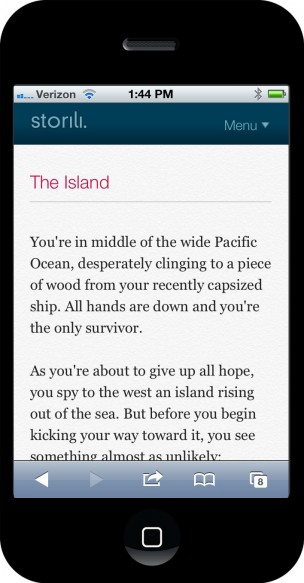 Verizon 1:44 PM
storili.
Menu
The Island
You're in middle of the wide Pacific
Ocean, desperately clinging to a piece
of wood from your recently capsized
ship. All hands are down and you're
the only survivor.
As you're about to give up all hope,
you spy to the west an island rising
out of the sea. But before you begin
kicking your way toward it, you see
something almost as unlikely:
8